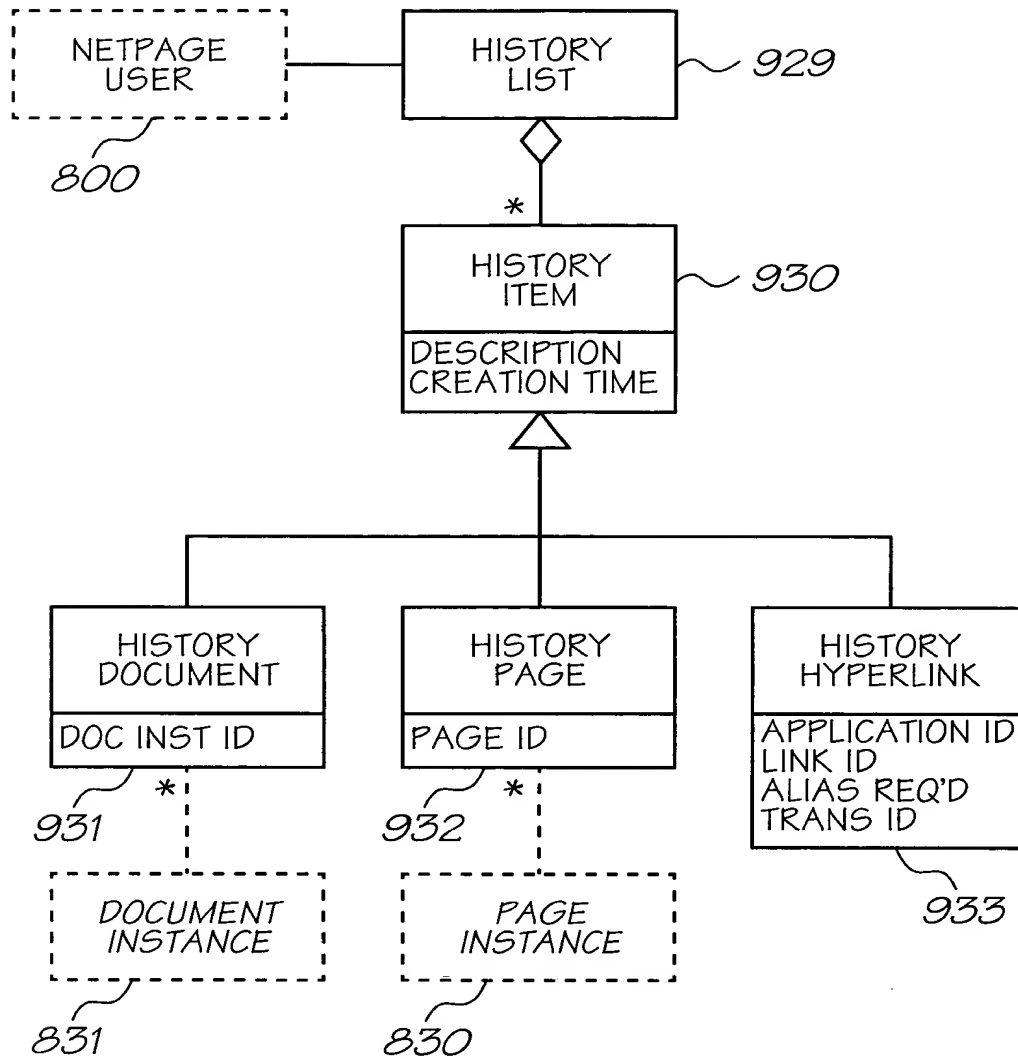 NETPAGE
USER
800
HISTORY
LIST
929
*
HISTORY
ITEM
930
DESCRIPTION
CREATION TIME
HISTORY
DOCUMENT
DOC INST ID
931
*
HISTORY
PAGE
PAGE ID
932
*
HISTORY
HYPERLINK
APPLICATION ID
LINK ID
ALIAS REQ'D
TRANS ID
933
DOCUMENT
INSTANCE
831
PAGE
INSTANCE
830